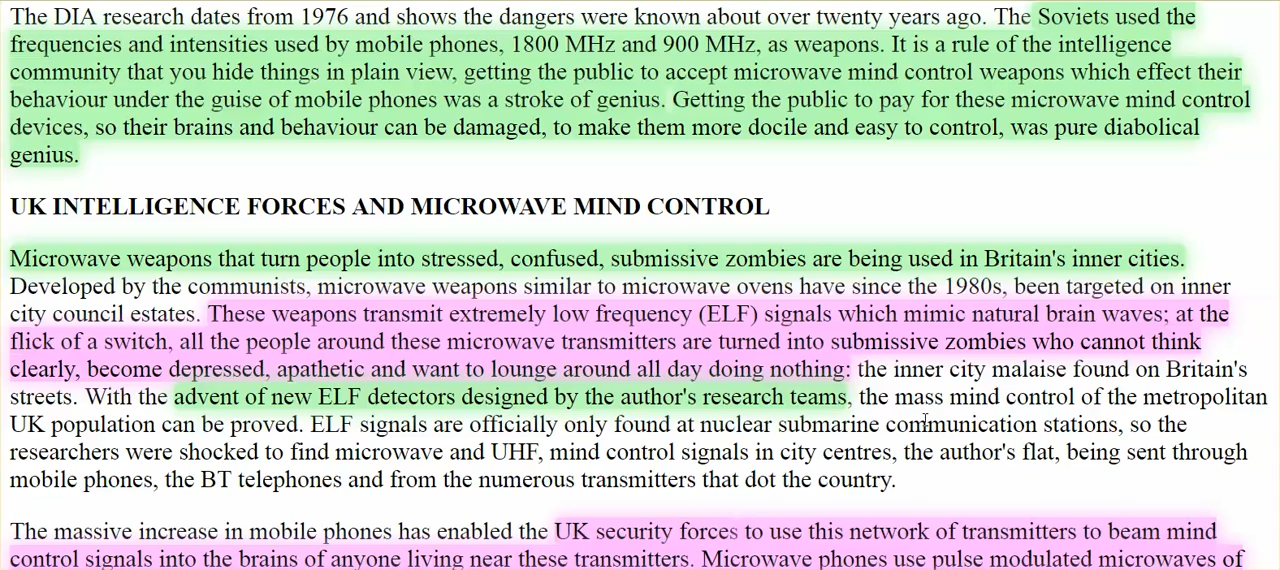 The DIA research dates from 1976 and shows the dangers were known about over twenty years ago. The Soviets used the
frequencies and intensities used by mobile phones, 1800 MHz and 900 MHz, as weapons. It is a rule of the intelligence
community that you hide things in plain view, getting the public to accept microwave mind control weapons which effect their
behaviour under the guise of mobile phones was a stroke of genius. Getting the public to pay for these microwave mind control
devices, so their brains and behaviour can be damaged, to make them more docile and easy to control, was pure diabolical
genius.
UK INTELLIGENCE FORCES AND MICROWAVE MIND CONTROL
Microwave weapons that turn people into stressed, confused, submissive zombies are being used in Britain's inner cities.
Developed by the communists, microwave weapons similar to microwave ovens have since the 1980s, been targeted on inner
city council estates. These weapons transmit extremely low frequency (ELF) signals which mimic natural brain waves; at the
flick of a switch, all the people around these microwave transmitters are turned into submissive zombies who cannot think
clearly, become depressed, apathetic and want to lounge around all day doing nothing: the inner city malaise found on Britain's
streets. With the advent of new ELF detectors designed by the author's research teams, the mass mind control of the metropolitan
UK population can be proved. ELF signals are officially only found at nuclear submarine communication stations, so the
researchers were shocked to find microwave and UHF, mind control signals in city centres, the author's flat, being sent through
mobile phones, the BT telephones and from the numerous transmitters that dot the country.
The massive increase in mobile phones has enabled the UK security forces to use this network of transmitters to beam mind
control signals into the brains of anyone living near these transmitters. Microwave phones use pulse modulated microwaves of